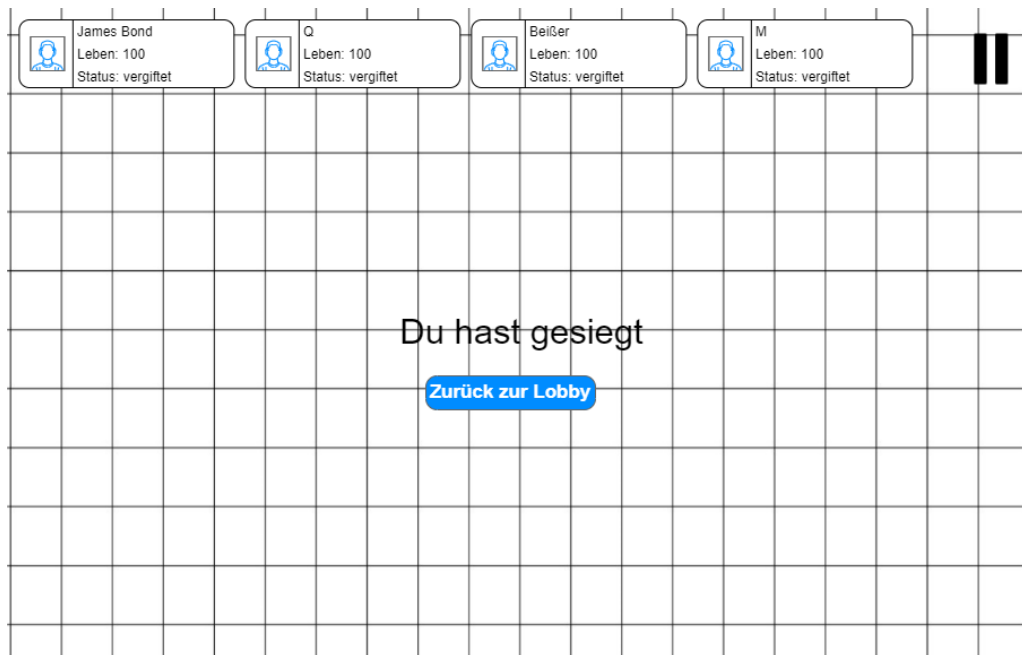 James Bond
Leben: 100
Status: vergiftet
Q
Leben: 100
Status: vergiftet
Beißer
Leben: 100
Status: vergiftet
M
Leben: 100
Status: vergiftet
Du hast gesiegt
Zurück zur Lobby